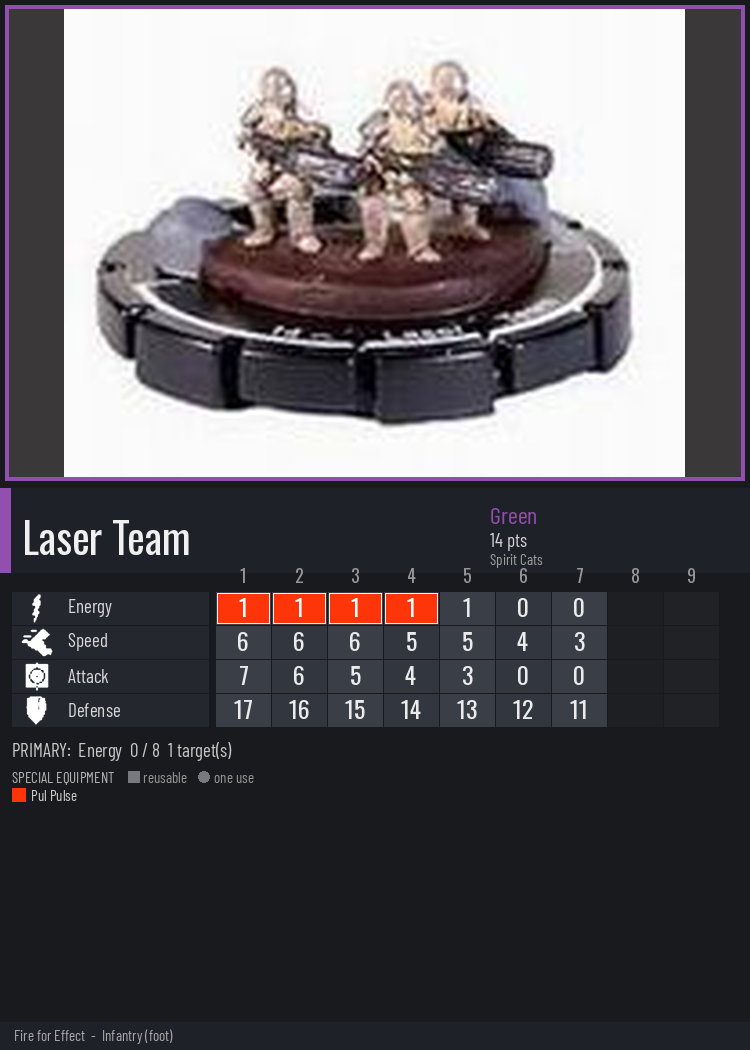 Laser
Laser Team
Green
14 pts
Spirit Cats
1 2 3 4 5 6 7 8 9
Energy 1 1 1 1 1 0 0
Speed 6 6 6 5 5 4 3
Attack 7 6 5 4 3 0 0
Defense 17 16 15 14 13 12 11
PRIMARY: Energy 0 / 8 1 target(s)
SPECIAL EQUIPMENT reusable one use
Pul Pulse
Fire for Effect - Infantry (foot)